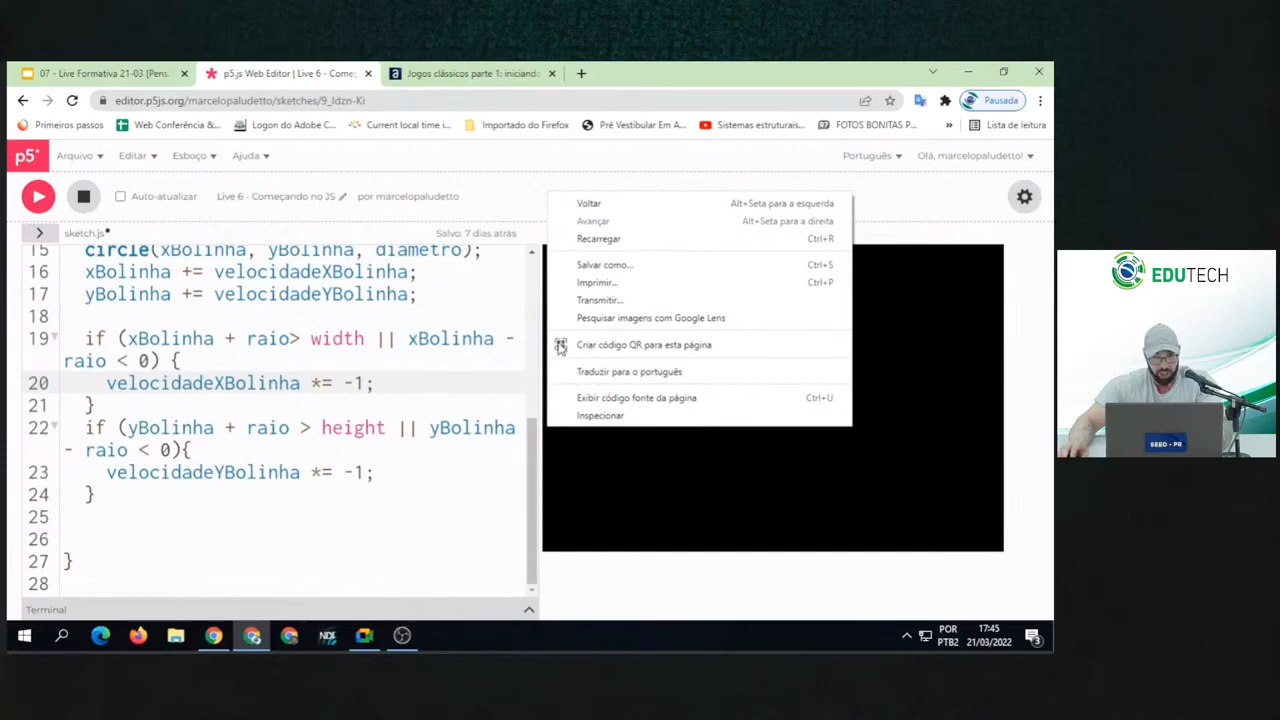 07 - Live Formativa 21-03 [Pens.
p5.js Web Editor | Live 6 - Começ
Jogos clássicos parte 1: iniciando
editor.p5js.org/marcelopaludetto/sketches/9_ldzn-Ki
Pausada
Primeiros passos
Web Conferência &...
Logon do Adobe C...
Current local time i...
Importado do Firefox
Pré Vestibular Em A...
Sistemas estruturais...
FOTOS BONITAS P...
»
Lista de leitura
p5*
Arquivo
Editar
Esboço
Ajuda
Português
Olá, marcelopaludetto!
Auto-atualizar
Live 6 - Começando no JS
por marcelopaludetto
sketch.js
Salvo: 7 dias atrás
15 circle(xBolinha, yBolinha, diametro);
16 xBolinha += velocidadeXBolinha;
17 yBolinha += velocidadeYBolinha;
18
19 if (xBolinha + raio> width || xBolinha -
raio < 0) {
20 velocidadeXBolinha *= -1;
21 }
22 if (yBolinha + raio > height || yBolinha
- raio < 0){
23 velocidadeYBolinha *= -1;
24 }
25
26
27 }
28
Terminal
Voltar Alt+Seta para a esquerda
Avançar Alt+Seta para a direita
Recarregar Ctrl+R
Salvar como... Ctrl+S
Imprimir... Ctrl+P
Transmitir...
Pesquisar imagens com Google Lens
Criar código QR para esta página
Traduzir para o português
Exibir código fonte da página Ctrl+U
Inspecionar
EDUTECH
SEED - PR
NDI
POR
PTB2
17:45
21/03/2022
3